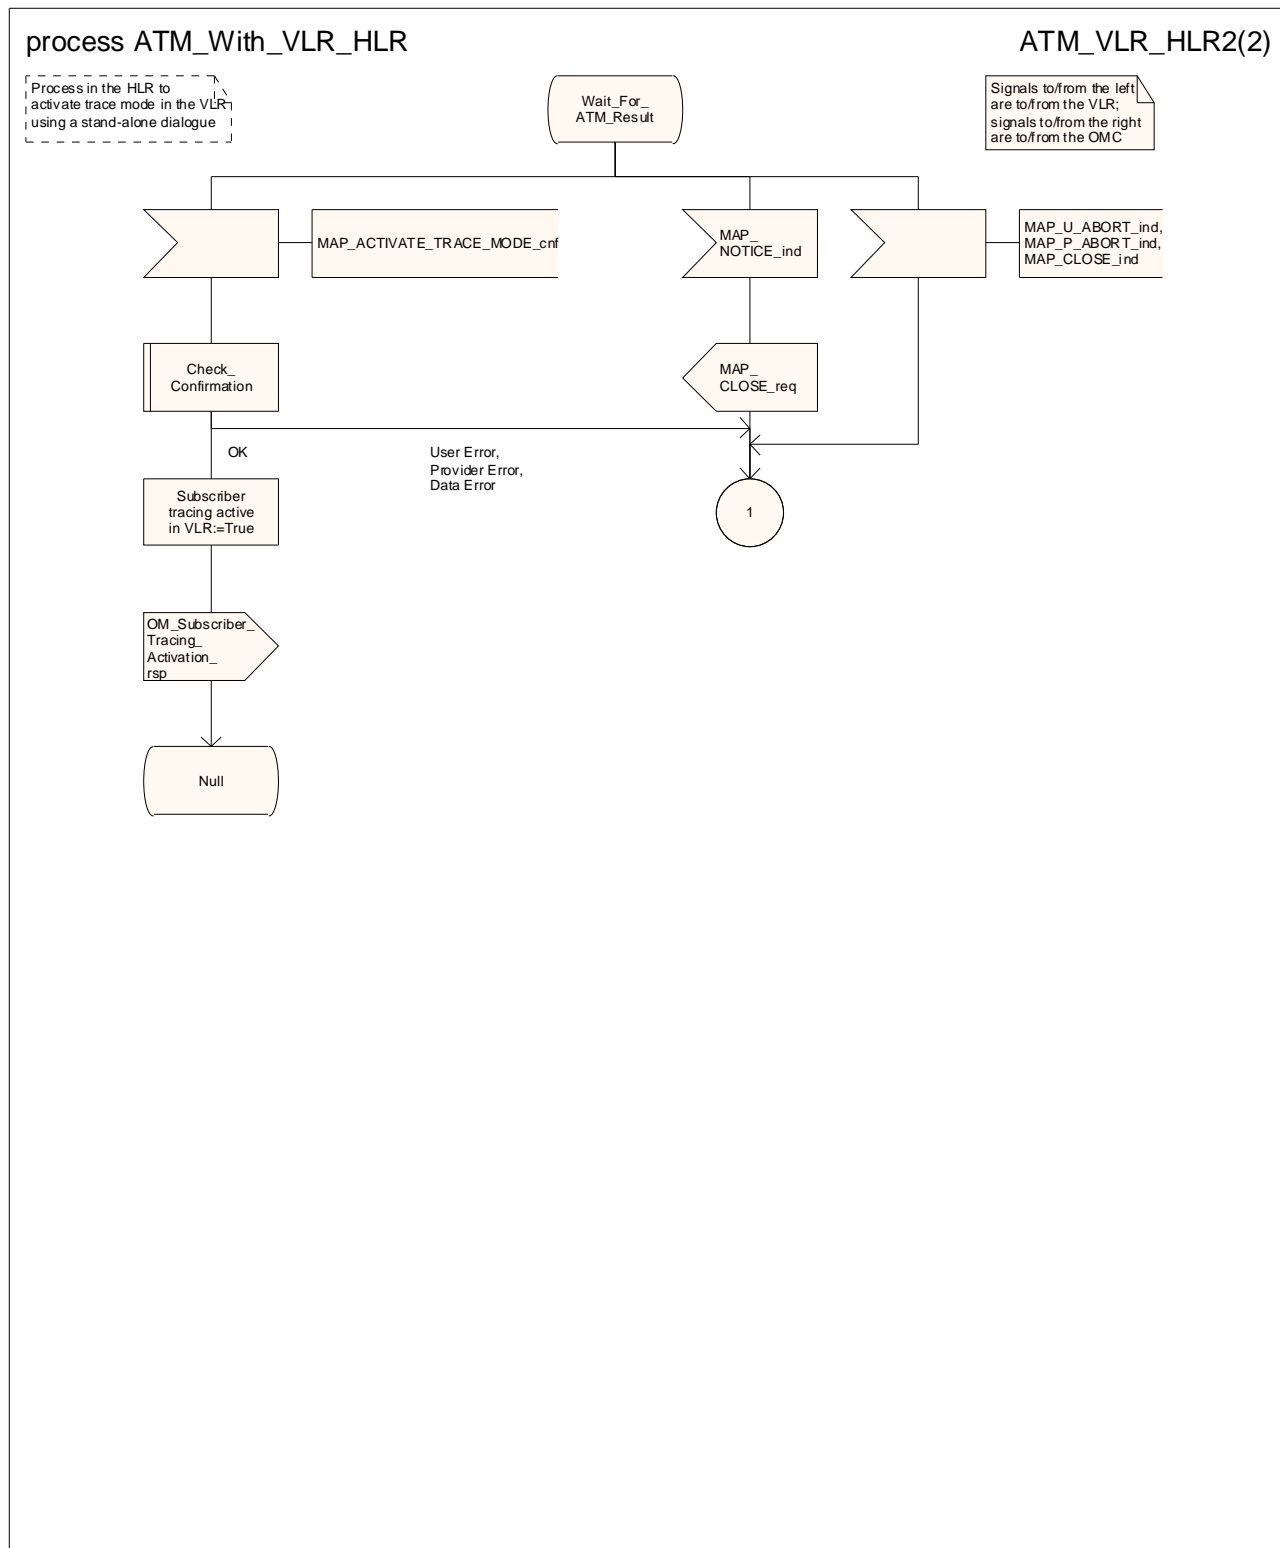 process ATM_With_VLR_HLR
ATM_VLR_HLR2(2)
Process in the HLR to
activate trace mode in the VLR
using a stand-alone dialogue
Wait_For_
ATM_Result
Signals to/from the left
are to/from the VLR;
signals to/from the right
are to/from the OMC
MAP_ACTIVATE_TRACE_MODE_cnf
MAP_
NOTICE_ind
MAP_U_ABORT_ind,
MAP_P_ABORT_ind,
MAP_CLOSE_ind
Check_
Confirmation
MAP_
CLOSE_req
OK
User Error,
Provider Error,
Data Error
Subscriber
tracing active
in VLR:=True
1
OM_Subscriber_
Tracing_
Activation_
rsp
Null